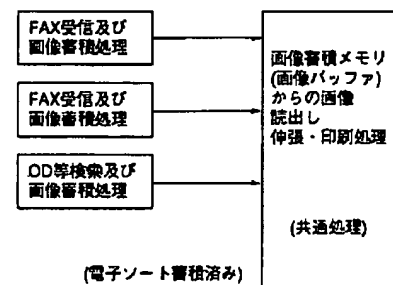 FAX受信及び
画像蓄積処理
FAX受信及び
画像蓄積処理
OD等検索及び
画像蓄積処理
画像蓄積メモリ
(画像バッファ)
からの画像
読出し
伸張・印刷処理
(共通処理)
(電子ソート蓄積済み)